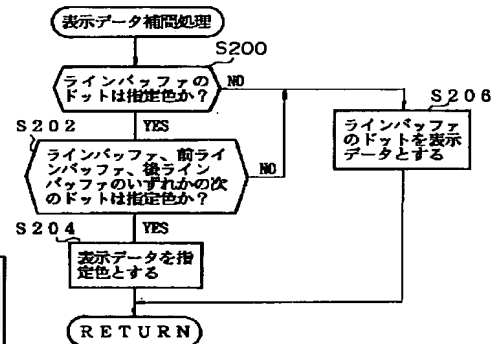 表示データ補間処理
S200
ラインバッファの
ドットは指定色か？
NO
YES
S206
ラインバッファ
のドットを表示
データとする
S202
ラインバッファ、前ライ
ンバッファ、後ライン
バッファのいずれかの次
のドットは指定色か？
NO
YES
S204
表示データを指
定色とする
RETURN